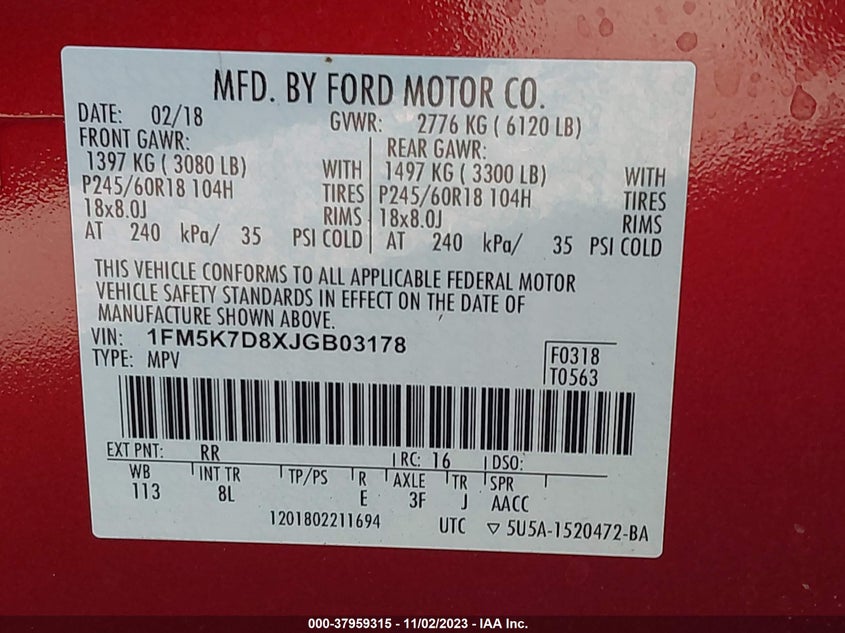 MFD. BY FORD MOTOR CO.
DATE: 02/18 GVWR: 2776 KG ( 6120 LB)
FRONT GAWR: REAR GAWR:
1397 KG ( 3080 LB) WITH 1497 KG ( 3300 LB) WITH
P245/60R18 104H TIRES P245/60R18 104H TIRES
18x8.0J RIMS 18x8.0J RIMS
AT 240 kPa/ 35 PSI COLD AT 240 kPa/ 35 PSI COLD
THIS VEHICLE CONFORMS TO ALL APPLICABLE FEDERAL MOTOR
VEHICLE SAFETY STANDARDS IN EFFECT ON THE DATE OF
MANUFACTURE SHOWN ABOVE.
VIN: 1FM5K7D8XJGB03178 F0318
TYPE: MPV T0563
EXT PNT: RR RC: 16 DSO:
WB INT TR TP/PS R AXLE TR SPR
113 8L E 3F J AACC
1201802211694 UTC ▽ 5U5A-1520472-BA
000-37959315 - 11/02/2023 - IAA Inc.